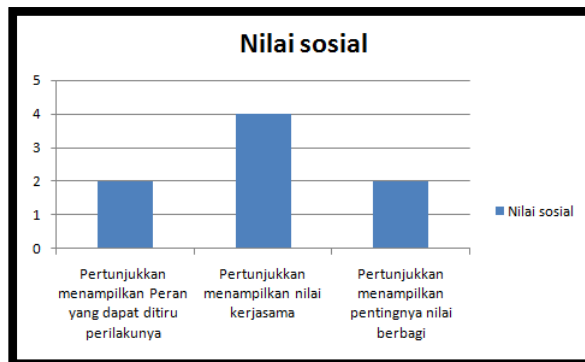 Nilai sosial
5
4
3
2
1
0
Pertunjukkan
menampilkan Peran
yang dapat ditiru
perilakunya
Pertunjukkan
menampilkan nilai
kerjasama
Pertunjukkan
menampilkan
pentingnya nilai
berbagi
Nilai sosial